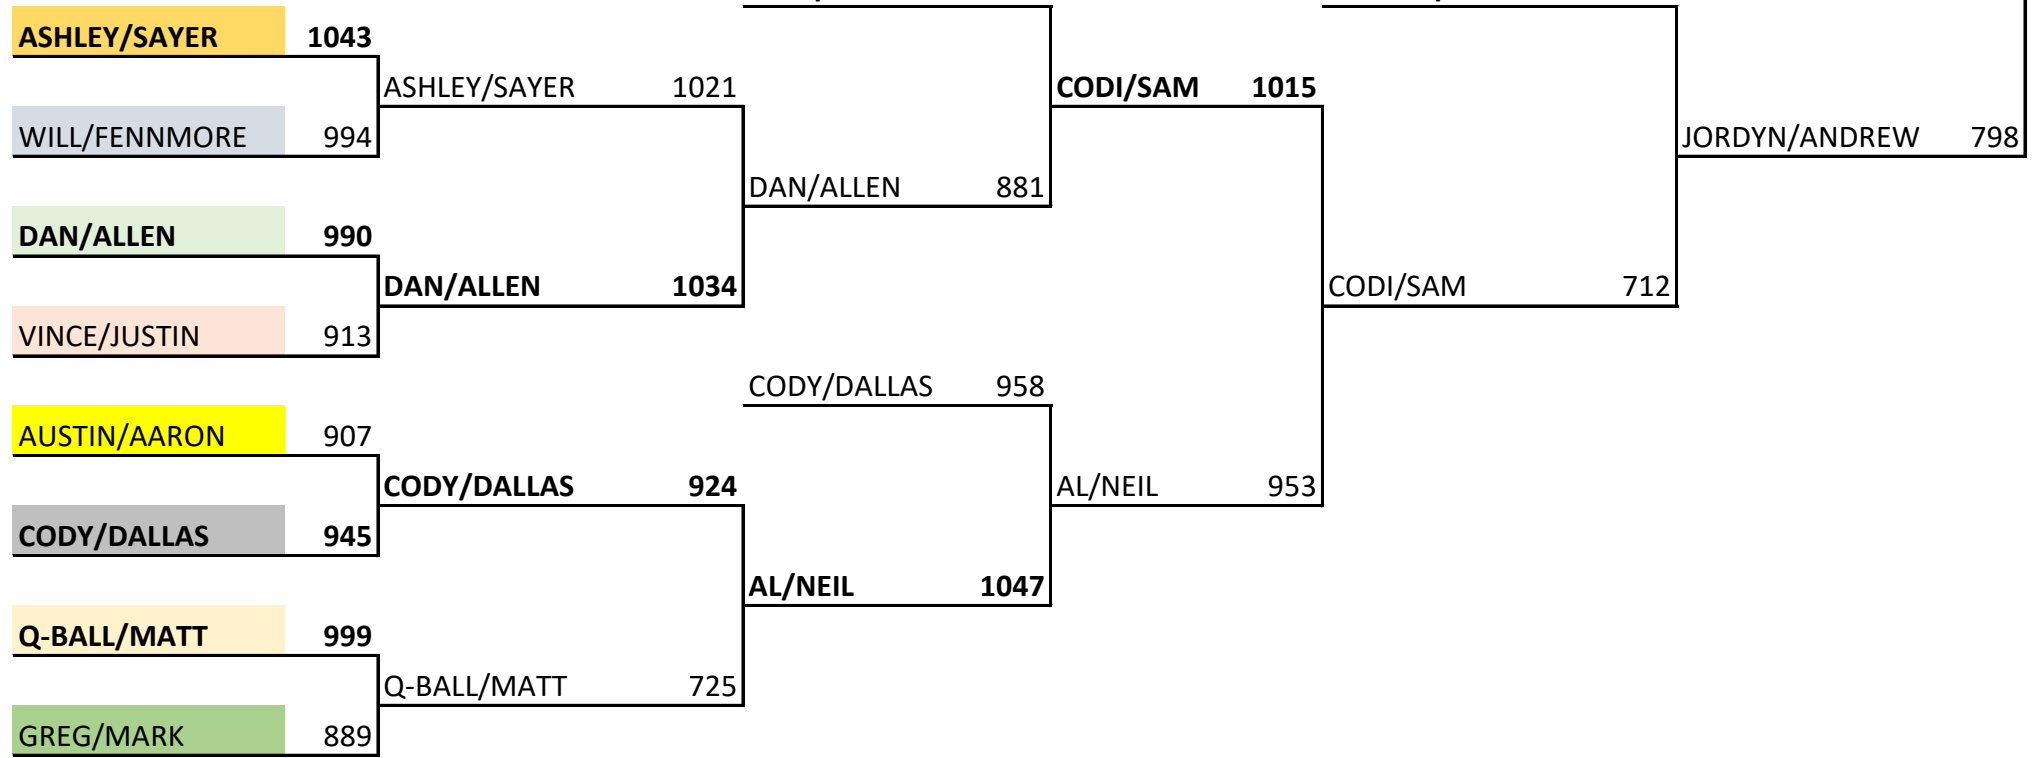 ASHLEY/SAYER 1043
ASHLEY/SAYER 1021 CODI/SAM 1015
WILL/FENNMORE 994 JORDYN/ANDREW 798
DAN/ALLEN 881
DAN/ALLEN 990
DAN/ALLEN 1034 CODI/SAM 712
VINCE/JUSTIN 913
CODY/DALLAS 958
AUSTIN/AARON 907
CODY/DALLAS 924 AL/NEIL 953
CODY/DALLAS 945
AL/NEIL 1047
Q-BALL/MATT 999
Q-BALL/MATT 725
GREG/MARK 889